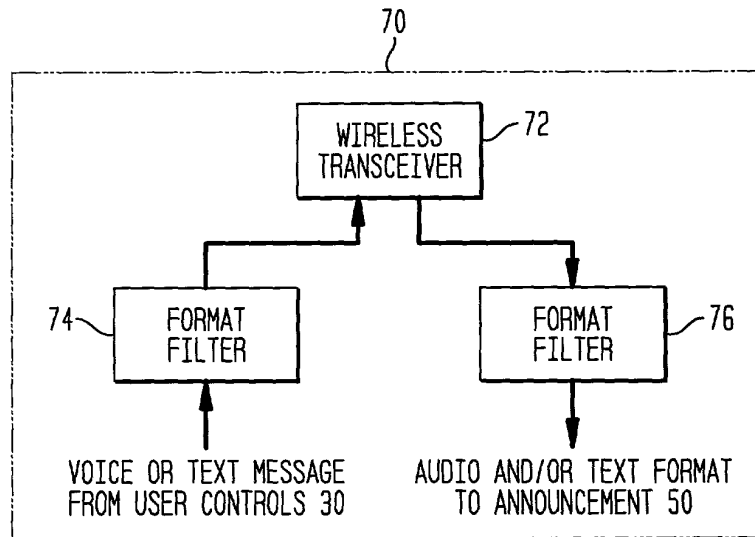 70
WIRELESS
TRANSCEIVER
72
74
FORMAT
FILTER
FORMAT
FILTER
76
VOICE OR TEXT MESSAGE
FROM USER CONTROLS 30
AUDIO AND/OR TEXT FORMAT
TO ANNOUNCEMENT 50